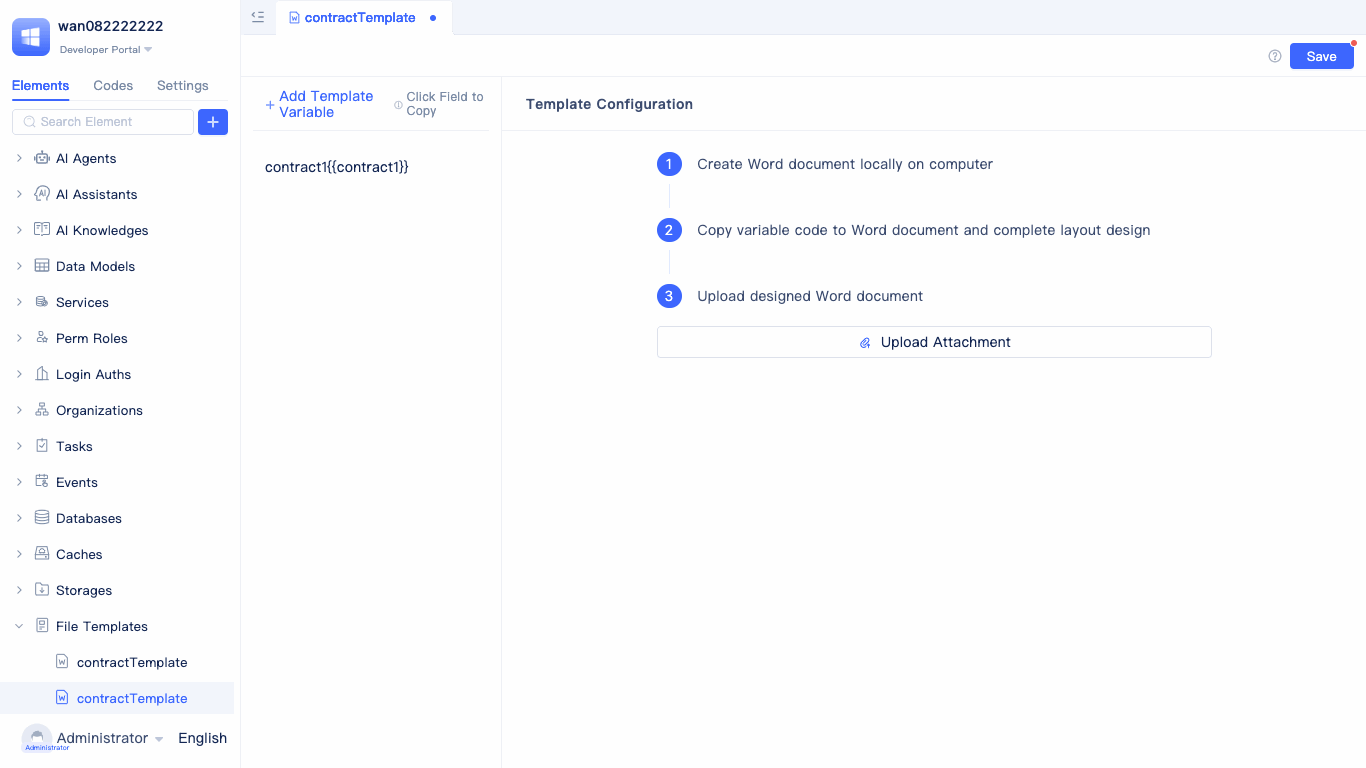 wan082222222
Developer Portal
Elements
Codes
Settings
Search Element
AI Agents
AI Assistants
AI Knowledges
Data Models
Services
Perm Roles
Login Auths
Organizations
Tasks
Events
Databases
Caches
Storages
File Templates
contractTemplate
contractTemplate
Administrator
Administrator
English
contractTemplate
Save
Add Template
Variable
Click Field to
Copy
contract1{{contract1}}
Template Configuration
1 Create Word document locally on computer
2 Copy variable code to Word document and complete layout design
3 Upload designed Word document
Upload Attachment